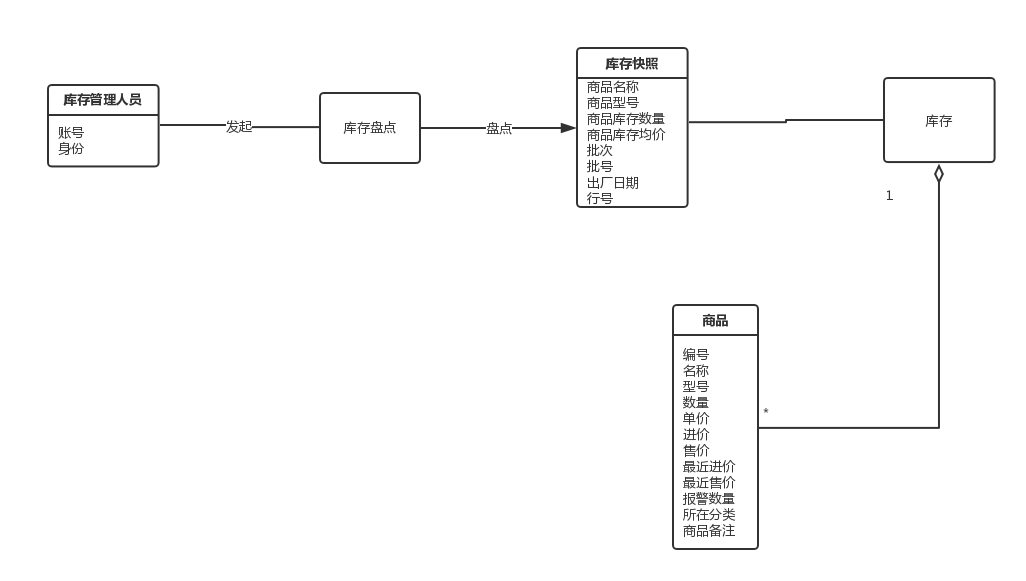 库存管理人员
账号
身份
发起
库存盘点
盘点
库存快照
商品名称
商品型号
商品库存数量
商品库存均价
批次
批号
出厂日期
行号
库存
1
商品
编号
名称
型号
数量
单价
进价
售价
最近进价
最近售价
报警数量
所在分类
商品备注
*